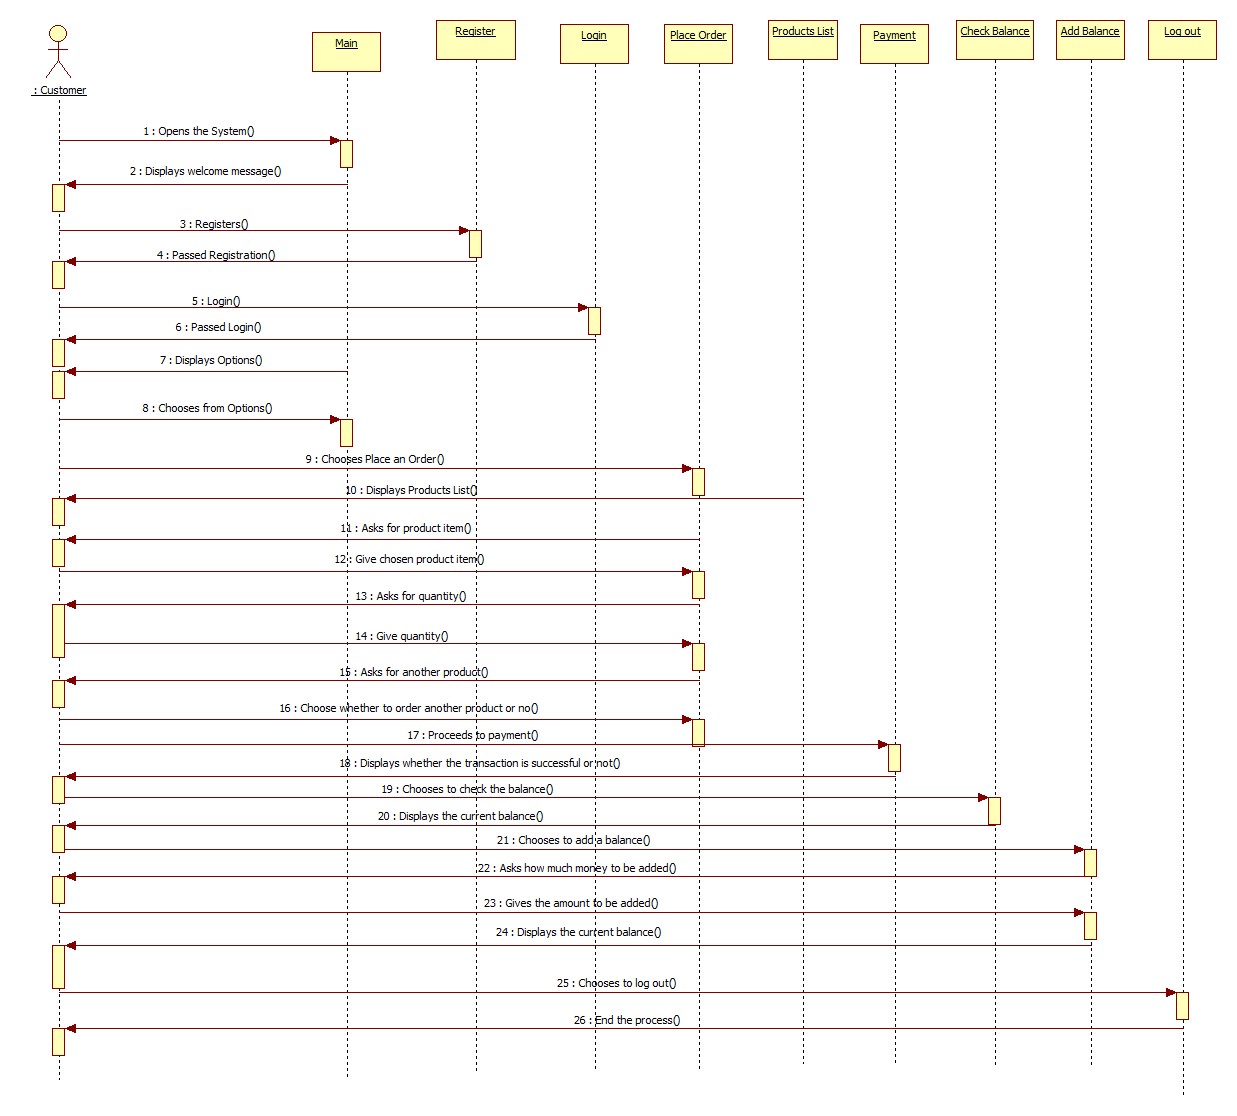 Main
Register
Login
Place Order
Products List
Payment
Check Balance
Add Balance
Log out
: Customer
1 : Opens the System()
2 : Displays welcome message()
3 : Registers()
4 : Passed Registration()
5 : Login()
6 : Passed Login()
7 : Displays Options()
8 : Chooses from Options()
9 : Chooses Place an Order()
10 : Displays Products List()
11 : Asks for product item()
12 : Give chosen product item()
13 : Asks for quantity()
14 : Give quantity()
15 : Asks for another product()
16 : Choose whether to order another product or no()
17 : Proceeds to payment()
18 : Displays whether the transaction is successful or not()
19 : Chooses to check the balance()
20 : Displays the current balance()
21 : Chooses to add a balance()
22 : Asks how much money to be added()
23 : Gives the amount to be added()
24 : Displays the current balance()
25 : Chooses to log out()
26 : End the process()